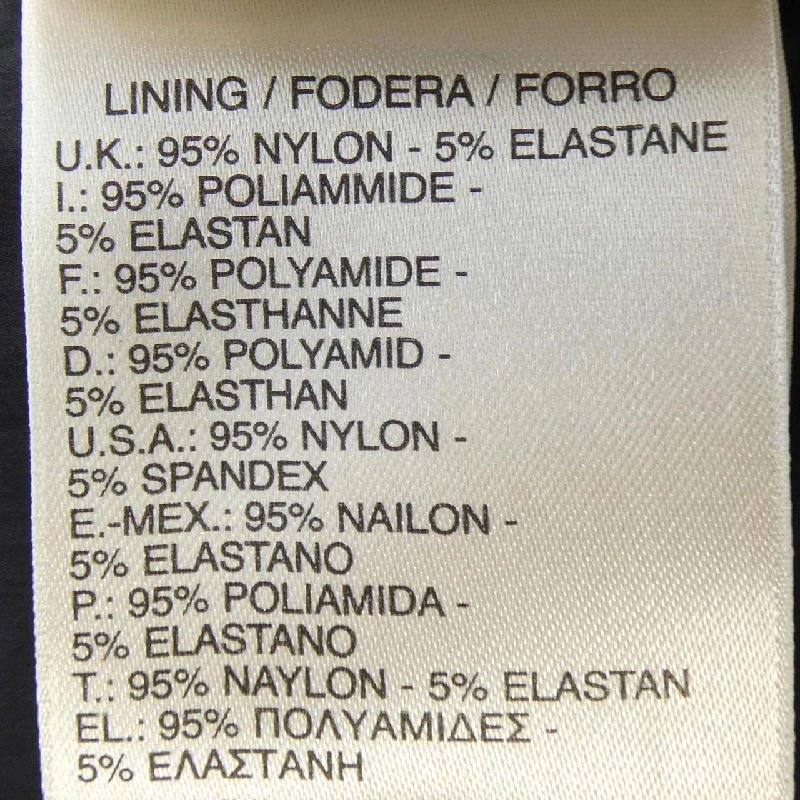 LINING / FODERA / FORRO
U.K.: 95% NYLON - 5% ELASTANE
I.: 95% POLIAMMIDE -
5% ELASTAN
F.: 95% POLYAMIDE -
5% ELASTHANNE
D.: 95% POLYAMID -
5% ELASTHAN
U.S.A.: 95% NYLON -
5% SPANDEX
E.-MEX.: 95% NAILON -
5% ELASTANO
P.: 95% POLIAMIDA -
5% ELASTANO
T.: 95% NAYLON - 5% ELASTAN
EL.: 95% ΠΟΛΥΑΜΙΔΕΣ -
5% ΕΛΑΣΤΑΝΗ